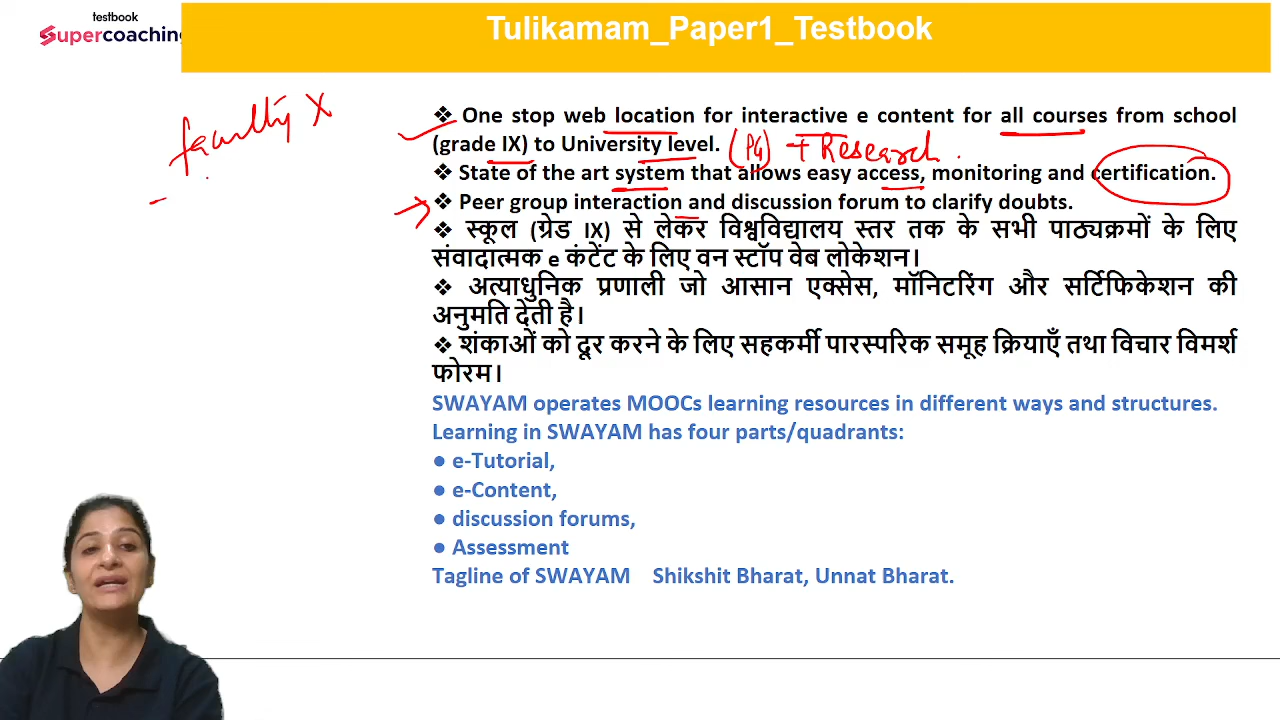 testbook
Supercoaching
Tulikamam_Paper1_Testbook
faculty X
❖ One stop web location for interactive e content for all courses from school
(grade IX) to University level. (PG) + Research.
❖ State of the art system that allows easy access, monitoring and certification.
❖ Peer group interaction and discussion forum to clarify doubts.
❖ स्कूल (ग्रेड IX) से लेकर विश्वविद्यालय स्तर तक के सभी पाठ्यक्रमों के लिए
संवादात्मक e कंटेंट के लिए वन स्टॉप वेब लोकेशन।
❖ अत्याधुनिक प्रणाली जो आसान एक्सेस, मॉनिटरिंग और सर्टिफिकेशन की
अनुमति देती है।
❖ शंकाओं को दूर करने के लिए सहकर्मी पारस्परिक समूह क्रियाएँ तथा विचार विमर्श
फोरम।
SWAYAM operates MOOCs learning resources in different ways and structures.
Learning in SWAYAM has four parts/quadrants:
● e-Tutorial,
● e-Content,
● discussion forums,
● Assessment
Tagline of SWAYAM Shikshit Bharat, Unnat Bharat.